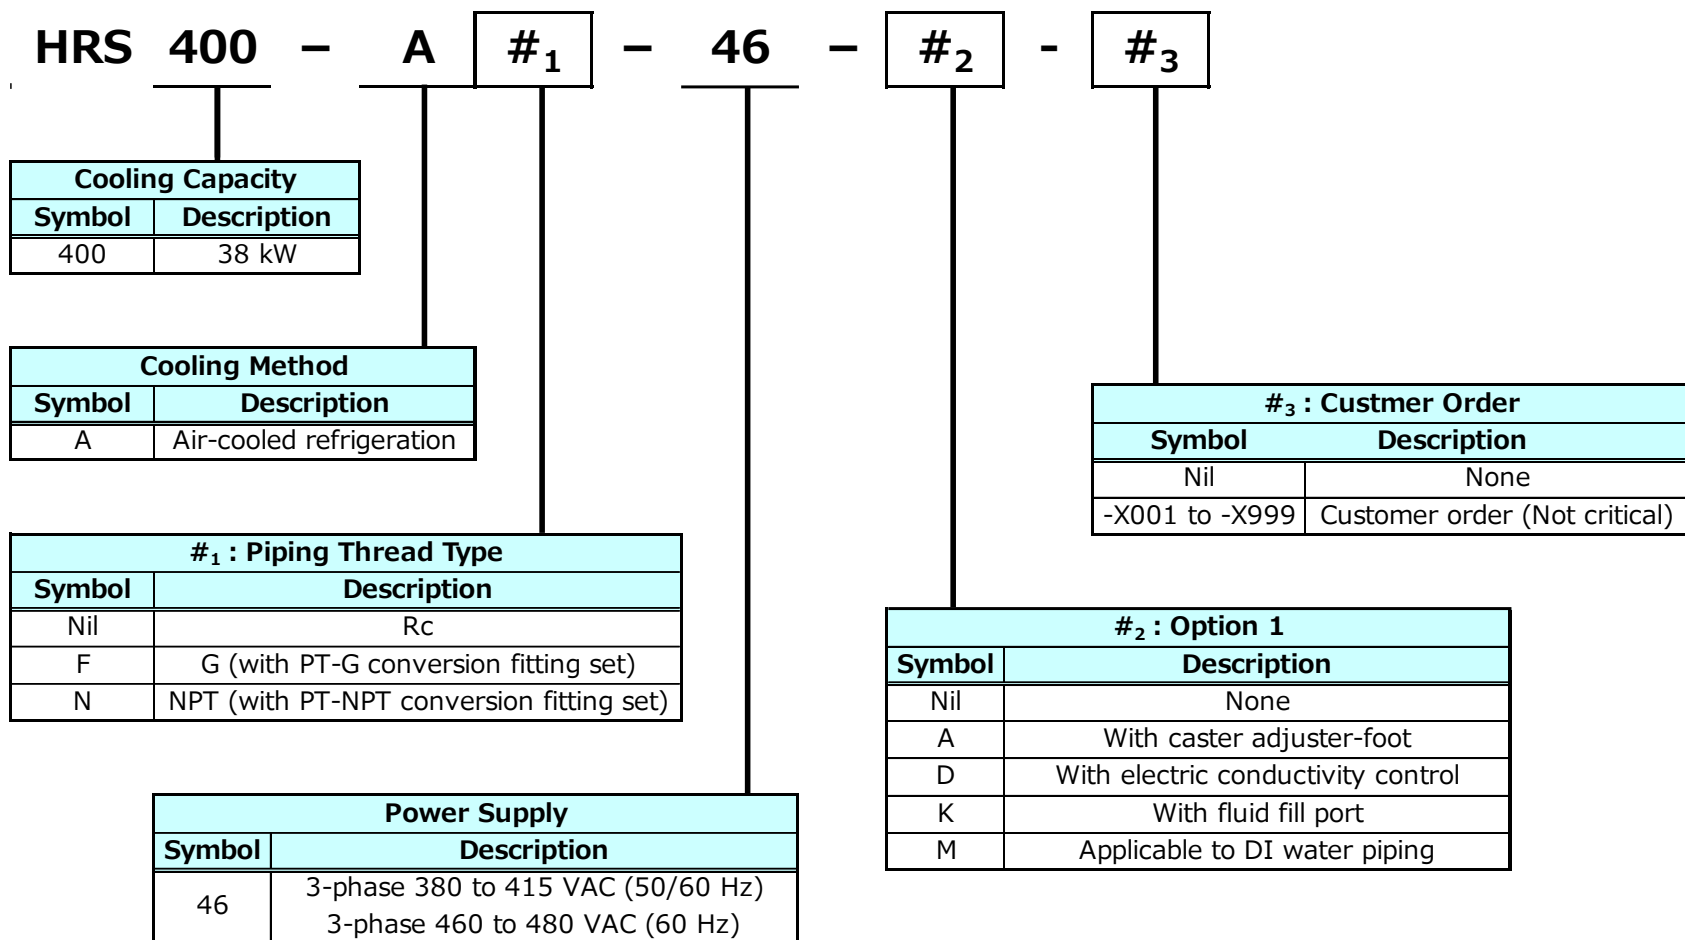 HRS 400 – A #1 – 46 – #2 - #3
Cooling Capacity
Symbol Description
400 38 kW
Cooling Method
Symbol Description
A Air-cooled refrigeration
#1 : Piping Thread Type
Symbol Description
Nil Rc
F G (with PT-G conversion fitting set)
N NPT (with PT-NPT conversion fitting set)
Power Supply
Symbol Description
46 3-phase 380 to 415 VAC (50/60 Hz)
3-phase 460 to 480 VAC (60 Hz)
#3 : Custmer Order
Symbol Description
Nil None
-X001 to -X999 Customer order (Not critical)
#2 : Option 1
Symbol Description
Nil None
A With caster adjuster-foot
D With electric conductivity control
K With fluid fill port
M Applicable to DI water piping